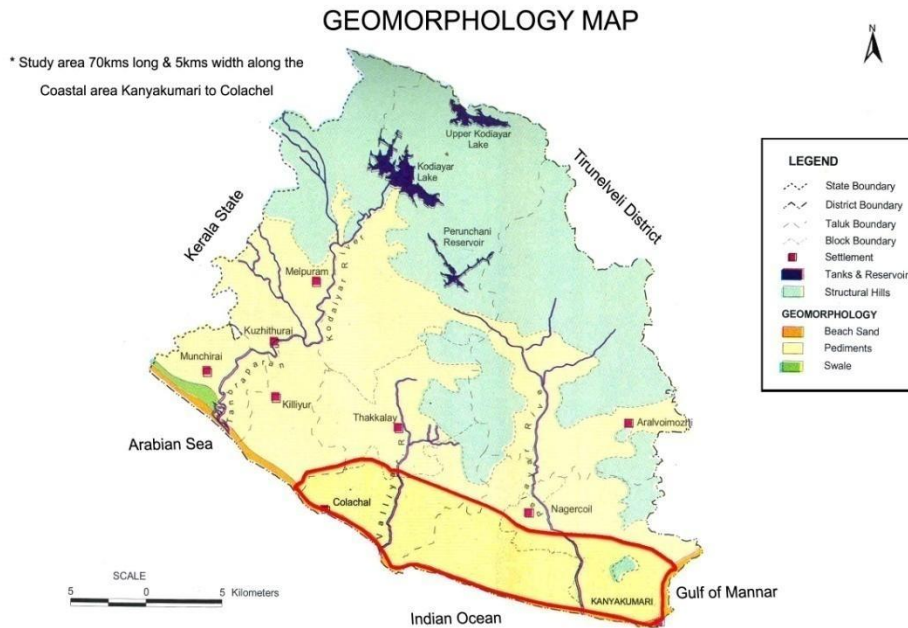 GEOMORPHOLOGY MAP
N
* Study area 70kms long & 5kms width along the
Coastal area Kanyakumari to Colachel
Upper Kodiayar
Lake
Kodiayar
Lake
Tirunelveli District
Kerala State
Perunchani
Reservoir
Melpuram
Kodaiyar River
Kuzhithurai
Munchirai
Tanbraparon
Killiyur
Thakkalay
Aralvoimozhi
Arabian Sea
Colachal
Nagercoil
KANYAKUMARI
Gulf of Mannar
Indian Ocean
SCALE
5 0 5 Kilometers
LEGEND
State Boundary
District Boundary
Taluk Boundary
Block Boundary
Settlement
Tanks & Reservoir
Structural Hills
GEOMORPHOLOGY
Beach Sand
Pediments
Swale